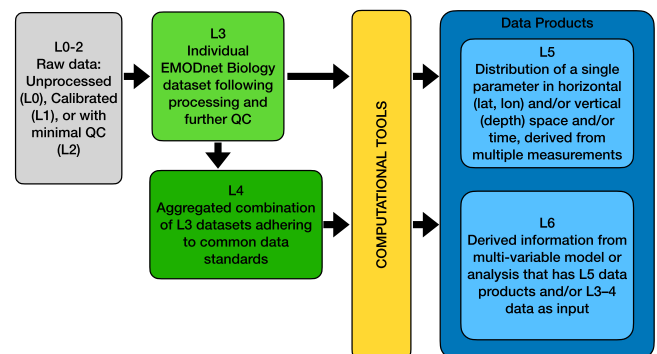 L0-2
Raw data:
Unprocessed
(L0), Calibrated
(L1), or with
minimal QC
(L2)
L3
Individual
EMODnet Biology
dataset following
processing and
further QC
L4
Aggregated combination
of L3 datasets adhering
to common data
standards
COMPUTATIONAL TOOLS
Data Products
L5
Distribution of a single
parameter in horizontal
(lat, lon) and/or vertical
(depth) space and/or
time, derived from
multiple measurements
L6
Derived information from
multi-variable model or
analysis that has L5 data
products and/or L3–4
data as input